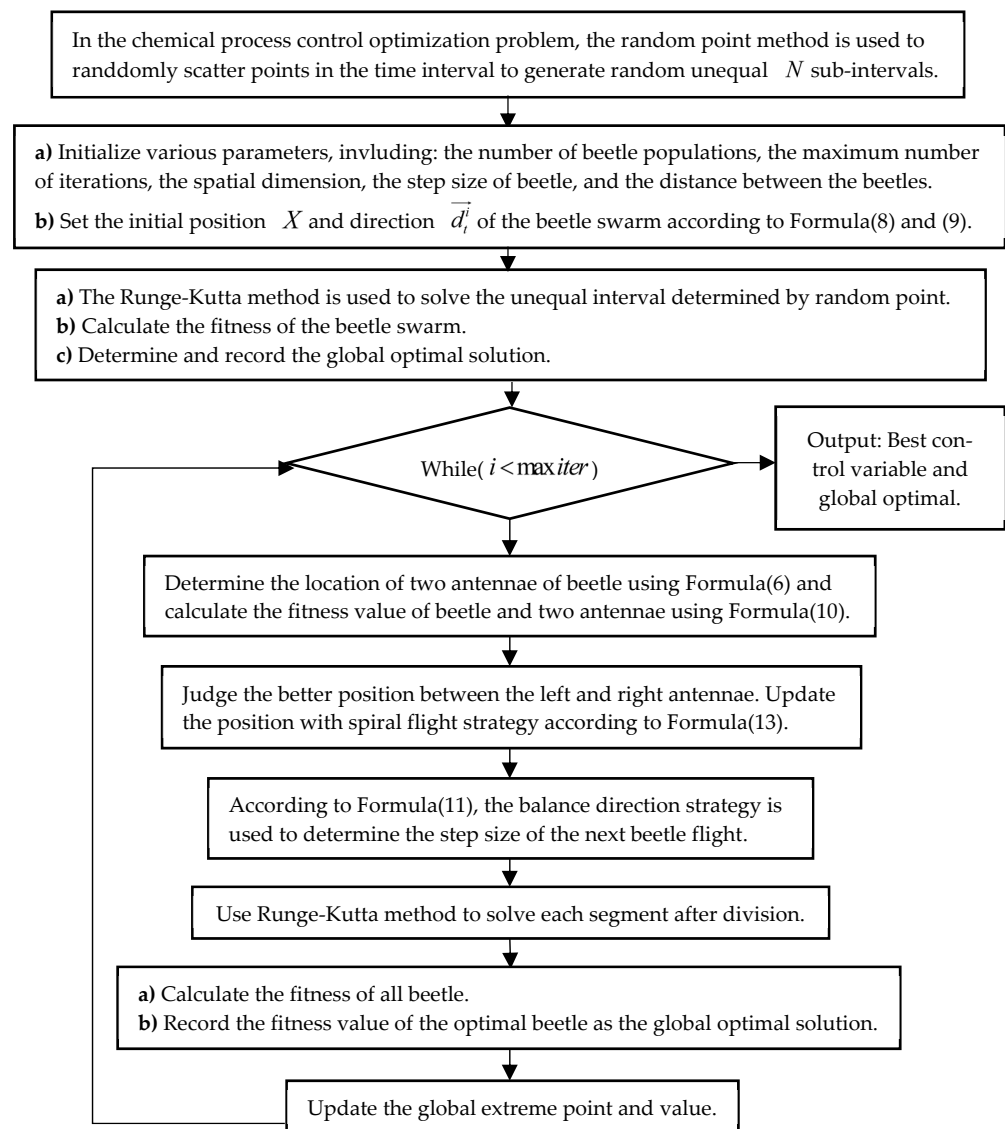 In the chemical process control optimization problem, the random point method is used to
randdomly scatter points in the time interval to generate random unequal N sub-intervals.
a) Initialize various parameters, invluding: the number of beetle populations, the maximum number
of iterations, the spatial dimension, the step size of beetle, and the distance between the beetles.
b) Set the initial position X and direction $\overrightarrow{d_t^i}$ of the beetle swarm according to Formula(8) and (9).
a) The Runge-Kutta method is used to solve the unequal interval determined by random point.
b) Calculate the fitness of the beetle swarm.
c) Determine and record the global optimal solution.
While( i < maxiter )
Output: Best con-
trol variable and
global optimal.
Determine the location of two antennae of beetle using Formula(6) and
calculate the fitness value of beetle and two antennae using Formula(10).
Judge the better position between the left and right antennae. Update
the position with spiral flight strategy according to Formula(13).
According to Formula(11), the balance direction strategy is
used to determine the step size of the next beetle flight.
Use Runge-Kutta method to solve each segment after division.
a) Calculate the fitness of all beetle.
b) Record the fitness value of the optimal beetle as the global optimal solution.
Update the global extreme point and value.